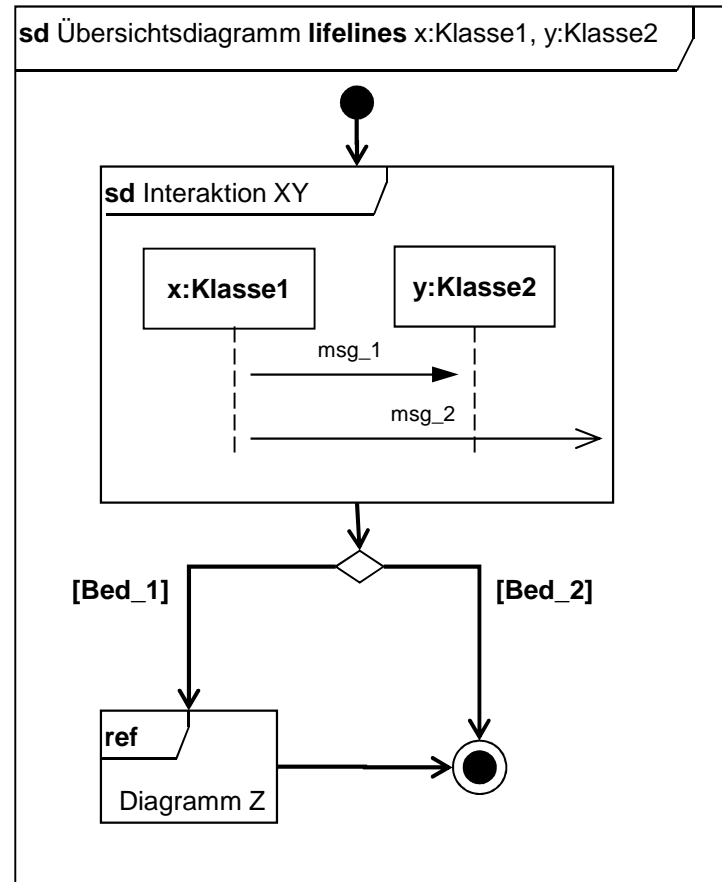 sd Übersichtsdiagramm lifelines x:Klasse1, y:Klasse2
sd Interaktion XY
x:Klasse1
y:Klasse2
msg_1
msg_2
[Bed_1]
[Bed_2]
ref
Diagramm Z